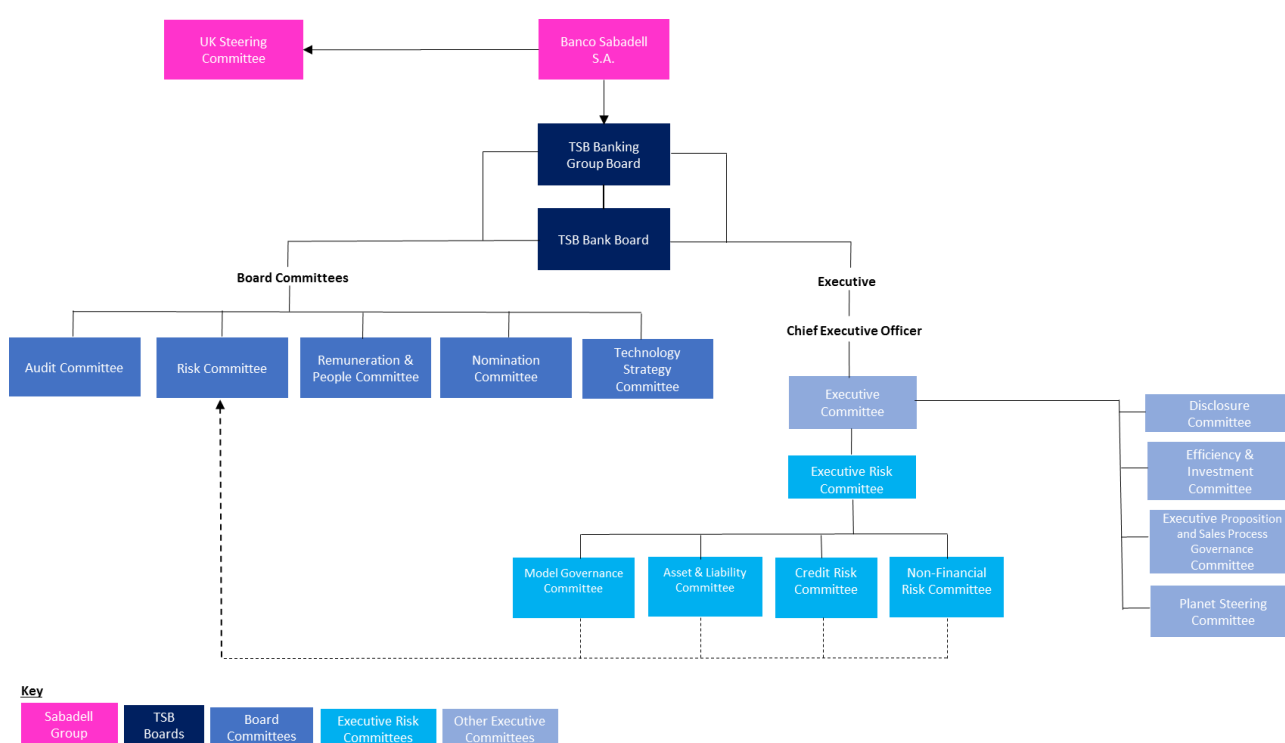 UK Steering
Committee
Banco Sabadell
S.A.
TSB Banking
Group Board
TSB Bank Board
Board Committees
Executive
Chief Executive Officer
Audit Committee
Risk Committee
Remuneration &
People Committee
Nomination
Committee
Technology
Strategy
Committee
Executive
Committee
Disclosure
Committee
Efficiency &
Investment
Committee
Executive Proposition
and Sales Process
Governance
Committee
Planet Steering
Committee
Executive Risk
Committee
Model Governance
Committee
Asset & Liability
Committee
Credit Risk
Committee
Non-Financial
Risk Committee
Key
Sabadell
Group
TSB
Boards
Board
Committees
Executive Risk
Committees
Other Executive
Committees